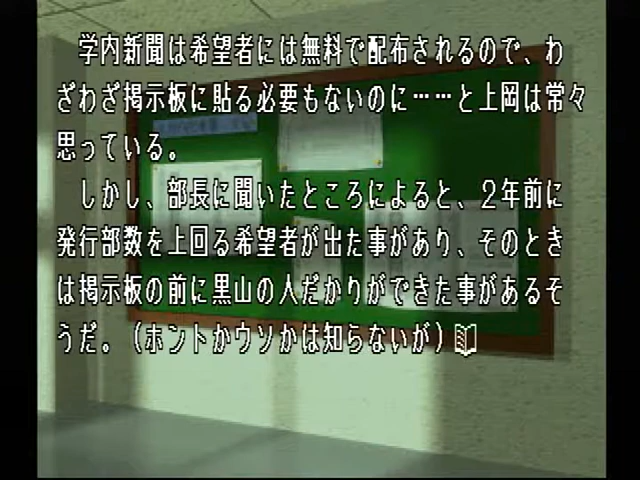 学内新聞は希望者には無料で配布されるので、わ
ざわざ掲示板に貼る必要もないのに……と上岡は常々
思っている。
　しかし、部長に聞いたところによると、２年前に
発行部数を上回る希望者が出た事があり、そのとき
は掲示板の前に黒山の人だかりができた事があるそ
うだ。（ホントかウソかは知らないが）